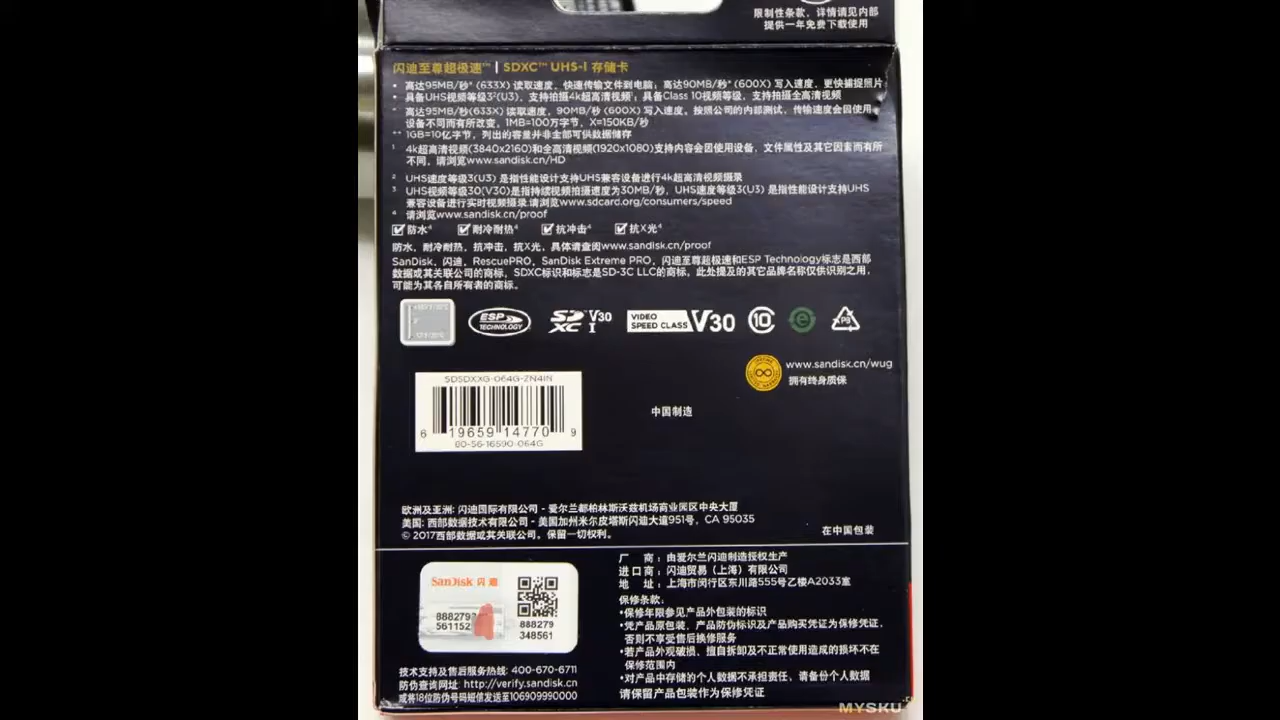 限制性条款，详情请见内部
提供一年免费下载使用
闪迪至尊超极速™ | SDXC™ UHS-I 存储卡
• 高达95MB/秒* (633X) 读取速度，快速传输文件到电脑；高达90MB/秒* (600X) 写入速度，更快捕捉照片
• 具备UHS视频等级3²(U3)，支持拍摄4k超高清视频¹；具备Class 10视频等级，支持拍摄全高清视频
高达95MB/秒(633X) 读取速度，90MB/秒 (600X) 写入速度。按照公司的内部测试，传输速度会因使用
设备不同而有所改变，1MB=100万字节，X=150KB/秒
** 1GB=10亿字节，列出的容量并非全部可供数据储存
¹ 4k超高清视频(3840x2160)和全高清视频(1920x1080)支持内容会因使用设备，文件属性及其它因素而有所
不同，请浏览www.sandisk.cn/HD
² UHS速度等级3(U3) 是指性能设计支持UHS兼容设备进行4k超高清视频摄录
³ UHS视频等级30(V30)是指持续视频拍摄速度为30MB/秒，UHS速度等级3(U3) 是指性能设计支持UHS
兼容设备进行实时视频摄录.请浏览www.sdcard.org/consumers/speed
⁴ 请浏览www.sandisk.cn/proof
防水⁴ 耐冷耐热⁴ 抗冲击⁴ 抗X光⁴
防水，耐冷耐热，抗冲击，抗X光，具体请查阅www.sandisk.cn/proof
SanDisk，闪迪，RescuePRO，SanDisk Extreme PRO，闪迪至尊超极速和ESP Technology标志是西部
数据或其关联公司的商标，SDXC标识和标志是SD-3C LLC的商标，此处提及的其它品牌名称仅供识别之用，
可能为其各自所有者的商标。
ESP TECHNOLOGY
SD XC I V30
VIDEO SPEED CLASS V30
10
e
www.sandisk.cn/wug
拥有终身质保
SDSDXXG-064G-ZN4IN
6 19659 14770 9
80-56-16590-064G
中国制造
欧洲及亚洲: 闪迪国际有限公司 - 爱尔兰都柏林斯沃兹机场商业园区中央大厦
美国: 西部数据技术有限公司 - 美国加州米尔皮塔斯闪迪大道951号，CA 95035
© 2017西部数据或其关联公司，保留一切权利。
在中国包装
SanDisk 闪迪
888279
561152
888279
348561
技术支持及售后服务热线: 400-670-6711
防伪查询网址: http://verify.sandisk.cn
或将18位防伪号码短信发送至106909990000
厂 商：由爱尔兰闪迪制造授权生产
进口商：闪迪贸易（上海）有限公司
地 址：上海市闵行区东川路555号乙楼A2033室
保修条款:
•保修年限参见产品外包装的标识
•凭产品原包装，产品防伪标识及产品购买凭证为保修凭证，
否则不享受售后换修服务
•若产品外观破损，擅自拆卸及不正常使用造成的损坏不在
保修范围内
•对产品中存储的个人数据不承担责任，请备份个人数据
请保留产品包装作为保修凭证
MYSKU